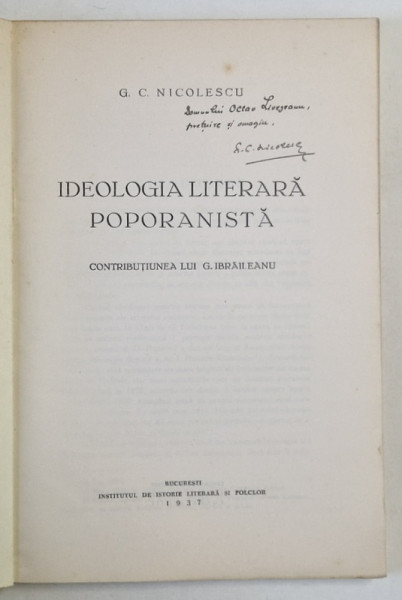 G. C. NICOLESCU
Domnului Octav Livezeanu,
prețuire și omagiu.
G. C. Nicolescu
IDEOLOGIA LITERARĂ
POPORANISTĂ
CONTRIBUȚIUNEA LUI G. IBRĂILEANU
BUCUREȘTI
INSTITUTUL DE ISTORIE LITERARĂ ȘI FOLCLOR
1937